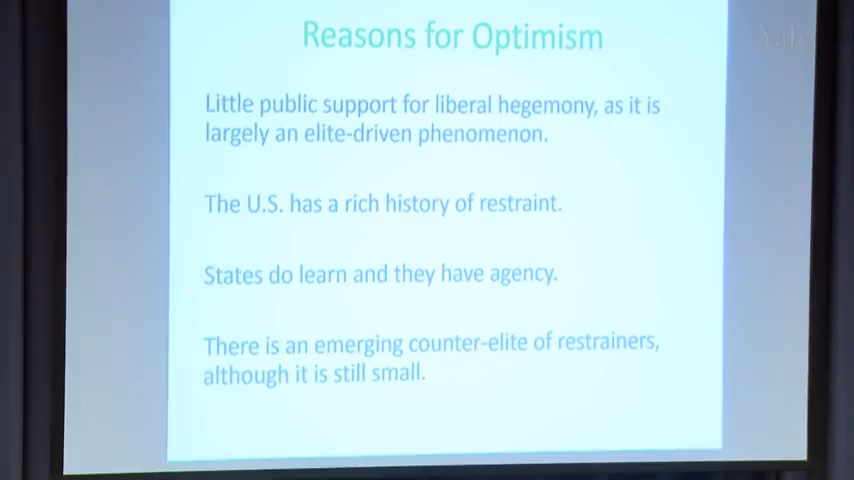 Reasons for Optimism
Yale
Little public support for liberal hegemony, as it is
largely an elite-driven phenomenon.
The U.S. has a rich history of restraint.
States do learn and they have agency.
There is an emerging counter-elite of restrainers,
although it is still small.